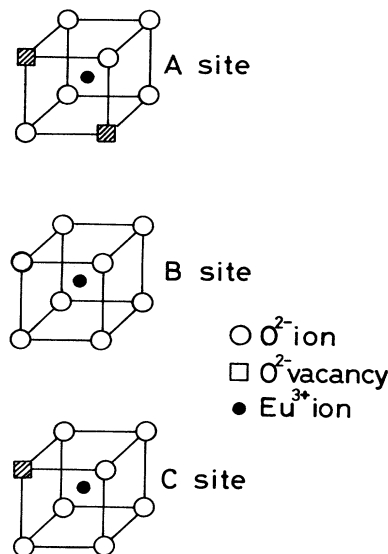 A site
B site
O²⁻ ion
O²⁻ vacancy
Eu³⁺ ion
C site